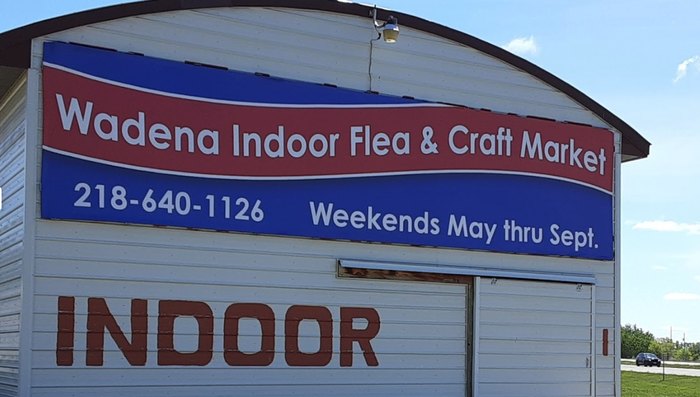 Wadena Indoor Flea & Craft Market
218-640-1126 Weekends May thru Sept.
INDOOR